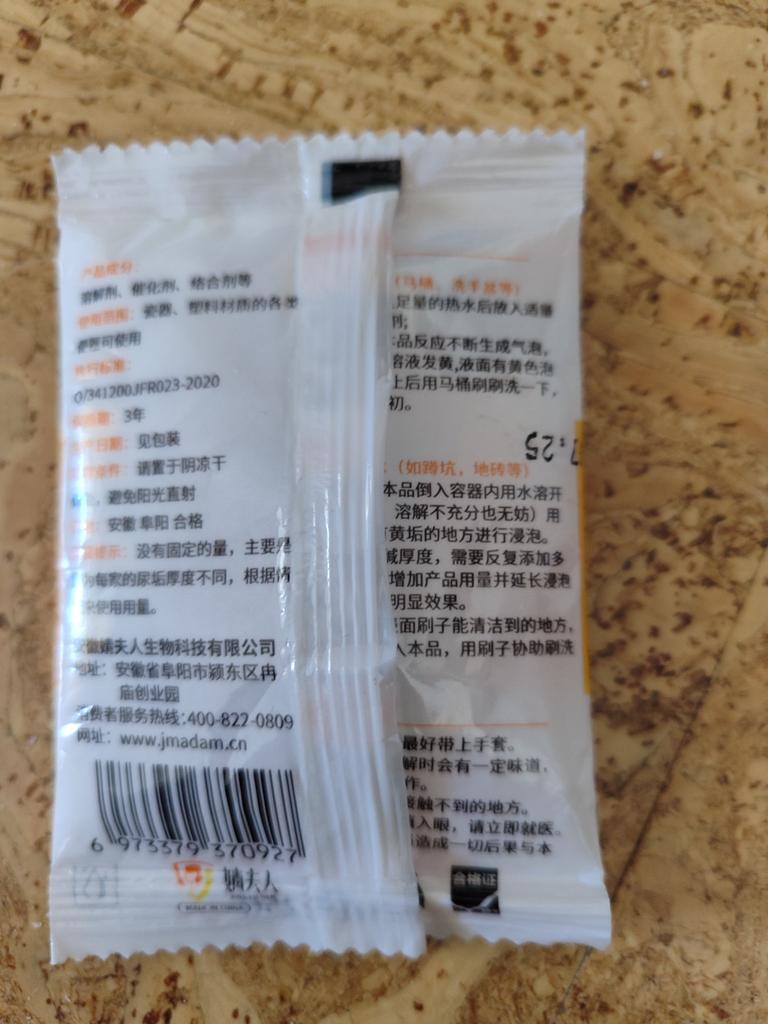 产品成分:
溶解剂、催化剂、络合剂等
使用范围: 瓷器、塑料材质的各类
便器可使用
执行标准:
Q/341200JFR023-2020
3年
生产日期: 见包装
条件: 请置于阴凉干
避免阳光直射
安徽 阜阳 合格
提示: 没有固定的量，主要是
为每家的尿垢厚度不同，根据情
来使用用量。
安徽婧夫人生物科技有限公司
地址: 安徽省阜阳市颍东区冉
庙创业园
消费者服务热线:400-822-0809
网址: www.jmadam.cn
6 973379 370927
婧夫人
MADE IN CHINA
(马桶、洗手盆等)
足量的热水后放入适量
剂;
品反应不断生成气泡,
溶液发黄,液面有黄色泡
上后用马桶刷刷洗一下,
初。
7:25
(如蹲坑，地砖等)
本品倒入容器内用水溶开
溶解不充分也无妨）用
黄垢的地方进行浸泡。
减厚度，需要反复添加多
增加产品用量并延长浸泡
明显效果。
面刷子能清洁到的地方,
入本品，用刷子协助刷洗
最好带上手套。
解时会有一定味道,
作。
接触不到的地方。
入眼，请立即就医。
造成一切后果与本
合格证